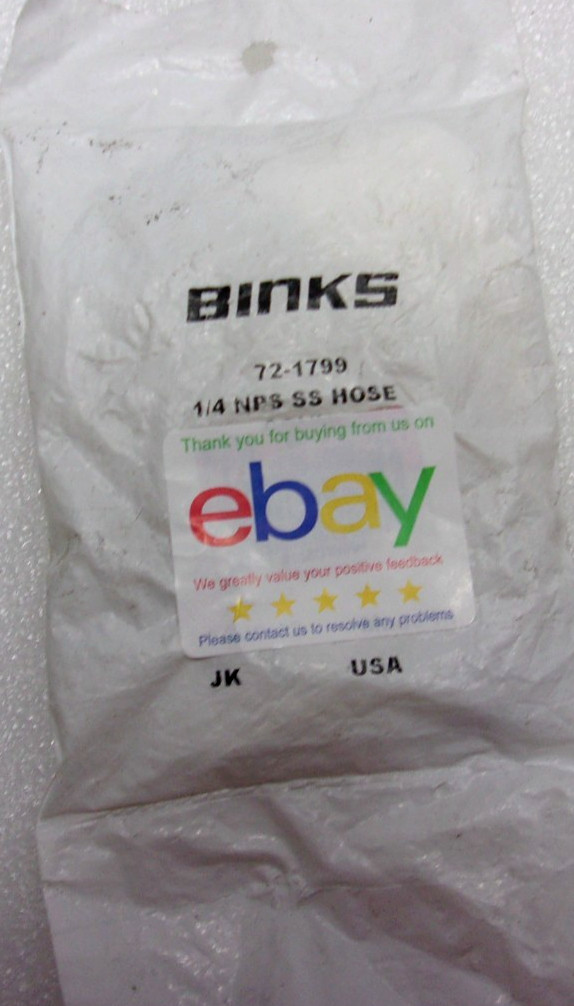 BINKS
72-1799
1/4 NPS SS HOSE
Thank you for buying from us on
ebay
We greatly value your positive feedback
Please contact us to resolve any problems
JK USA